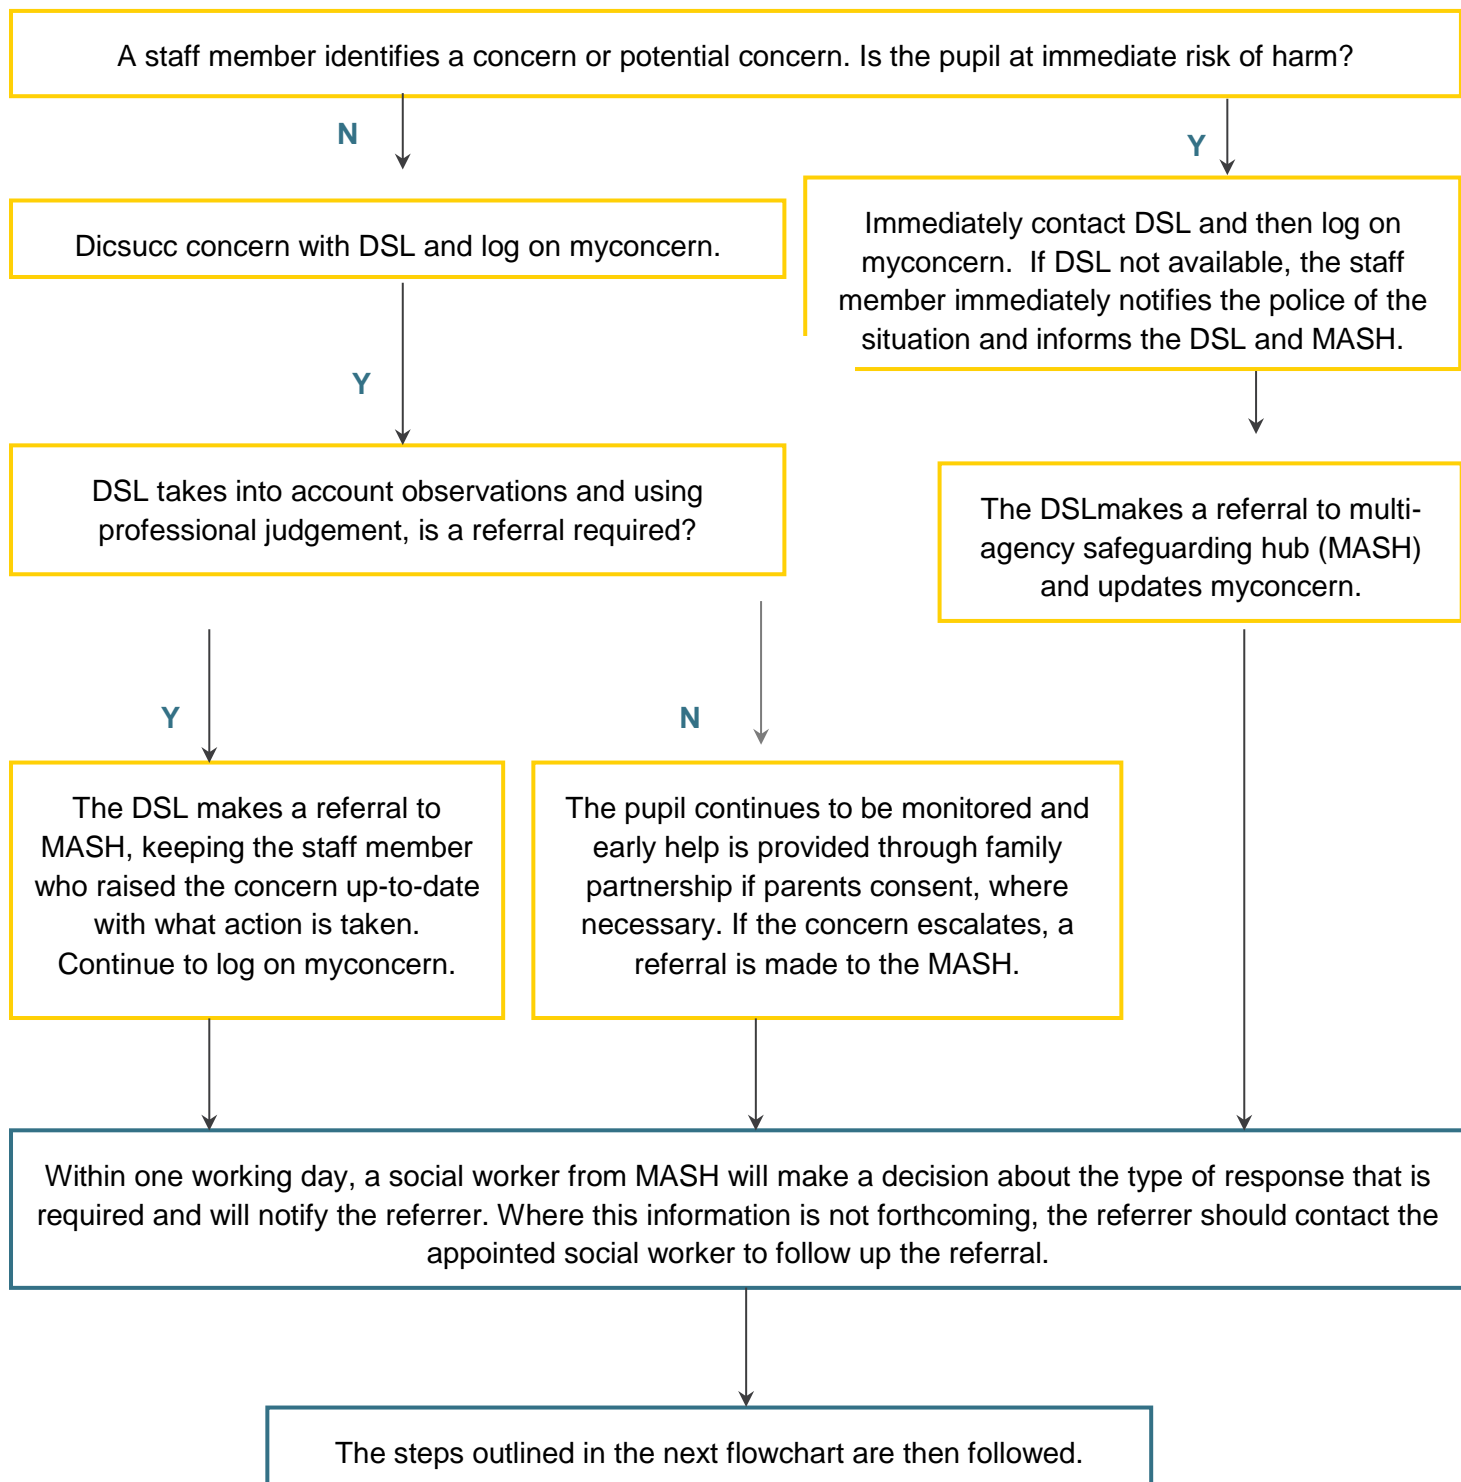 A staff member identifies a concern or potential concern. Is the pupil at immediate risk of harm?
N
Y
Dicsucc concern with DSL and log on myconcern.
Immediately contact DSL and then log on
myconcern.  If DSL not available, the staff
member immediately notifies the police of the
situation and informs the DSL and MASH.
Y
DSL takes into account observations and using
professional judgement, is a referral required?
The DSLmakes a referral to multi-
agency safeguarding hub (MASH)
and updates myconcern.
Y
N
The DSL makes a referral to
MASH, keeping the staff member
who raised the concern up-to-date
with what action is taken.
Continue to log on myconcern.
The pupil continues to be monitored and
early help is provided through family
partnership if parents consent, where
necessary. If the concern escalates, a
referral is made to the MASH.
Within one working day, a social worker from MASH will make a decision about the type of response that is
required and will notify the referrer. Where this information is not forthcoming, the referrer should contact the
appointed social worker to follow up the referral.
The steps outlined in the next flowchart are then followed.